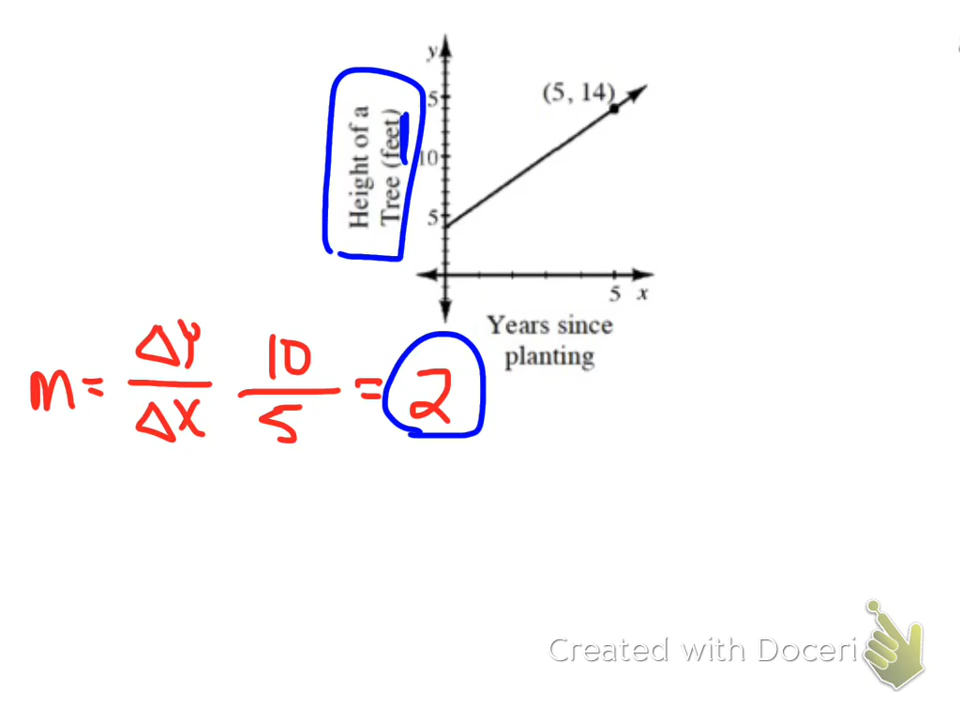 y
(5, 14)
5
10
5
Height of a
Tree (feet)
5 x
Years since
planting
m = Δy/Δx 10/5 = 2
Created with Doceri